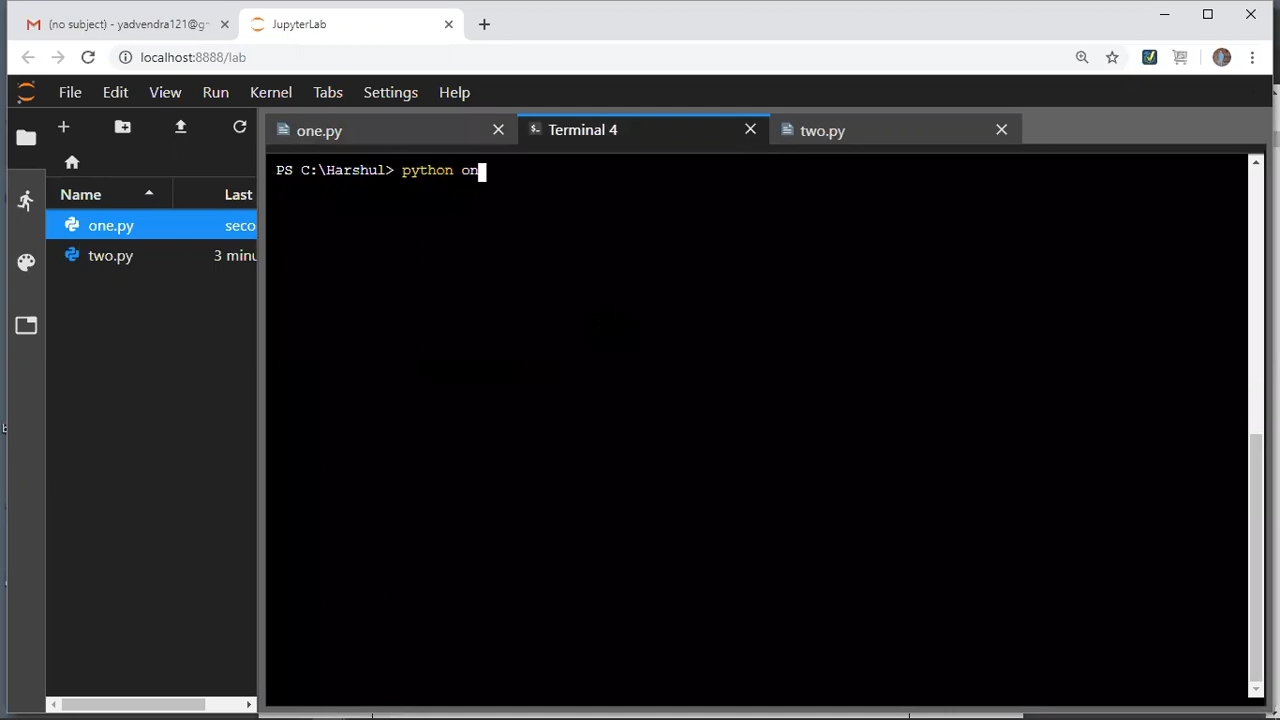 (no subject) - yadvendra121@g
JupyterLab
localhost:8888/lab
File Edit View Run Kernel Tabs Settings Help
one.py
Terminal 4
two.py
Name
Last
one.py
seco
two.py
3 minu
PS C:\Harshul> python on